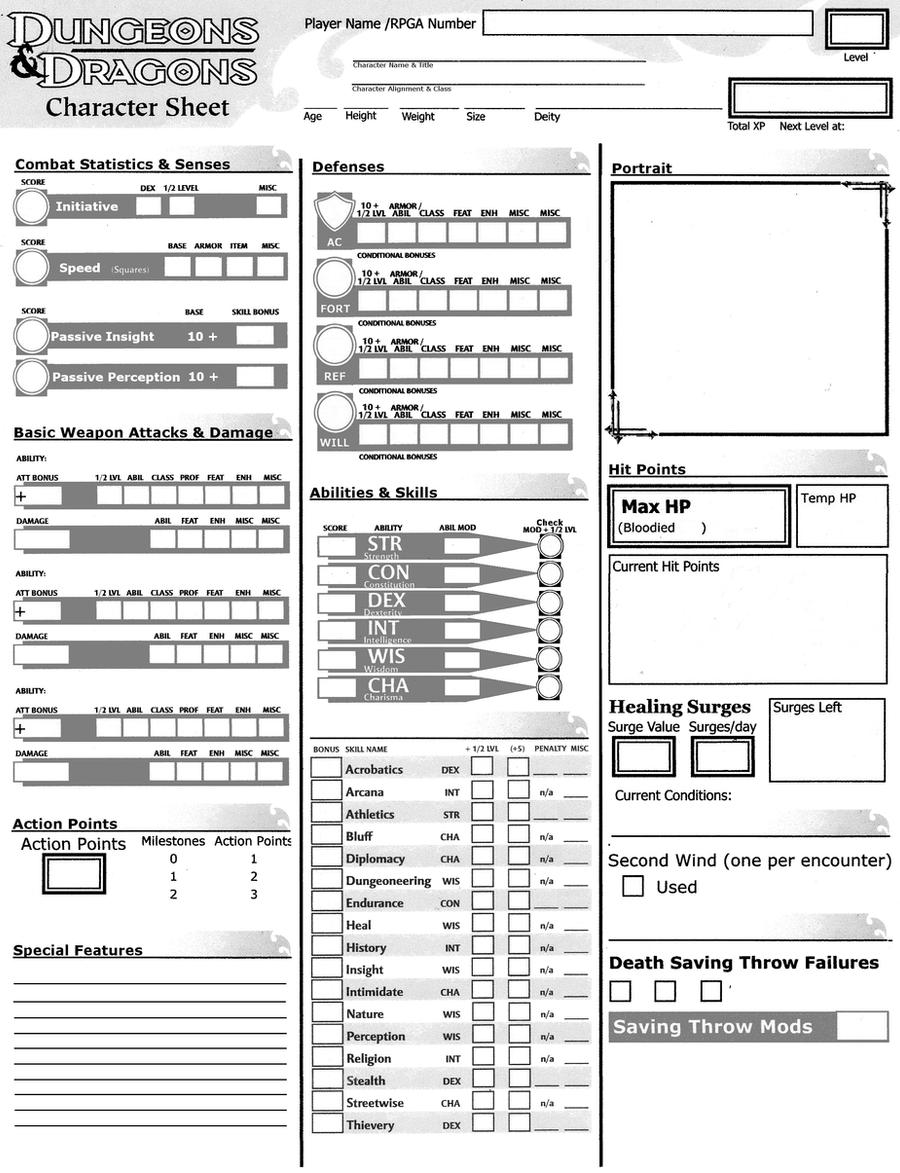 DUNGEONS
& DRAGONS
Character Sheet
Player Name /RPGA Number
Level
Character Name & Title
Character Alignment & Class
Age Height Weight Size Deity
Total XP Next Level at:
Combat Statistics & Senses
SCORE DEX 1/2 LEVEL MISC
Initiative
SCORE BASE ARMOR ITEM MISC
Speed (Squares)
SCORE BASE SKILL BONUS
Passive Insight 10 +
Passive Perception 10 +
Basic Weapon Attacks & Damage
ABILITY:
ATT BONUS 1/2 LVL ABIL CLASS PROF FEAT ENH MISC
+
DAMAGE ABIL FEAT ENH MISC MISC
ABILITY:
ATT BONUS 1/2 LVL ABIL CLASS PROF FEAT ENH MISC
+
DAMAGE ABIL FEAT ENH MISC MISC
ABILITY:
ATT BONUS 1/2 LVL ABIL CLASS PROF FEAT ENH MISC
+
DAMAGE ABIL FEAT ENH MISC MISC
Action Points
Action Points Milestones Action Points
0 1
1 2
2 3
Special Features
Defenses
10 + ARMOR /
1/2 LVL ABIL CLASS FEAT ENH MISC MISC
AC
CONDITIONAL BONUSES
10 + ARMOR /
1/2 LVL ABIL CLASS FEAT ENH MISC MISC
FORT
CONDITIONAL BONUSES
10 + ARMOR /
1/2 LVL ABIL CLASS FEAT ENH MISC MISC
REF
CONDITIONAL BONUSES
10 + ARMOR /
1/2 LVL ABIL CLASS FEAT ENH MISC MISC
WILL
CONDITIONAL BONUSES
Abilities & Skills
Check
SCORE ABILITY ABIL MOD MOD + 1/2 LVL
STR
Strength
CON
Constitution
DEX
Dexterity
INT
Intelligence
WIS
Wisdom
CHA
Charisma
BONUS SKILL NAME + 1/2 LVL (+5) PENALTY MISC
Acrobatics DEX
Arcana INT n/a
Athletics STR
Bluff CHA n/a
Diplomacy CHA n/a
Dungeoneering WIS n/a
Endurance CON
Heal WIS n/a
History INT n/a
Insight WIS n/a
Intimidate CHA n/a
Nature WIS n/a
Perception WIS n/a
Religion INT n/a
Stealth DEX
Streetwise CHA n/a
Thievery DEX
Portrait
Hit Points
Max HP
(Bloodied )
Temp HP
Current Hit Points
Healing Surges
Surge Value Surges/day
Surges Left
Current Conditions:
Second Wind (one per encounter)
Used
Death Saving Throw Failures
Saving Throw Mods